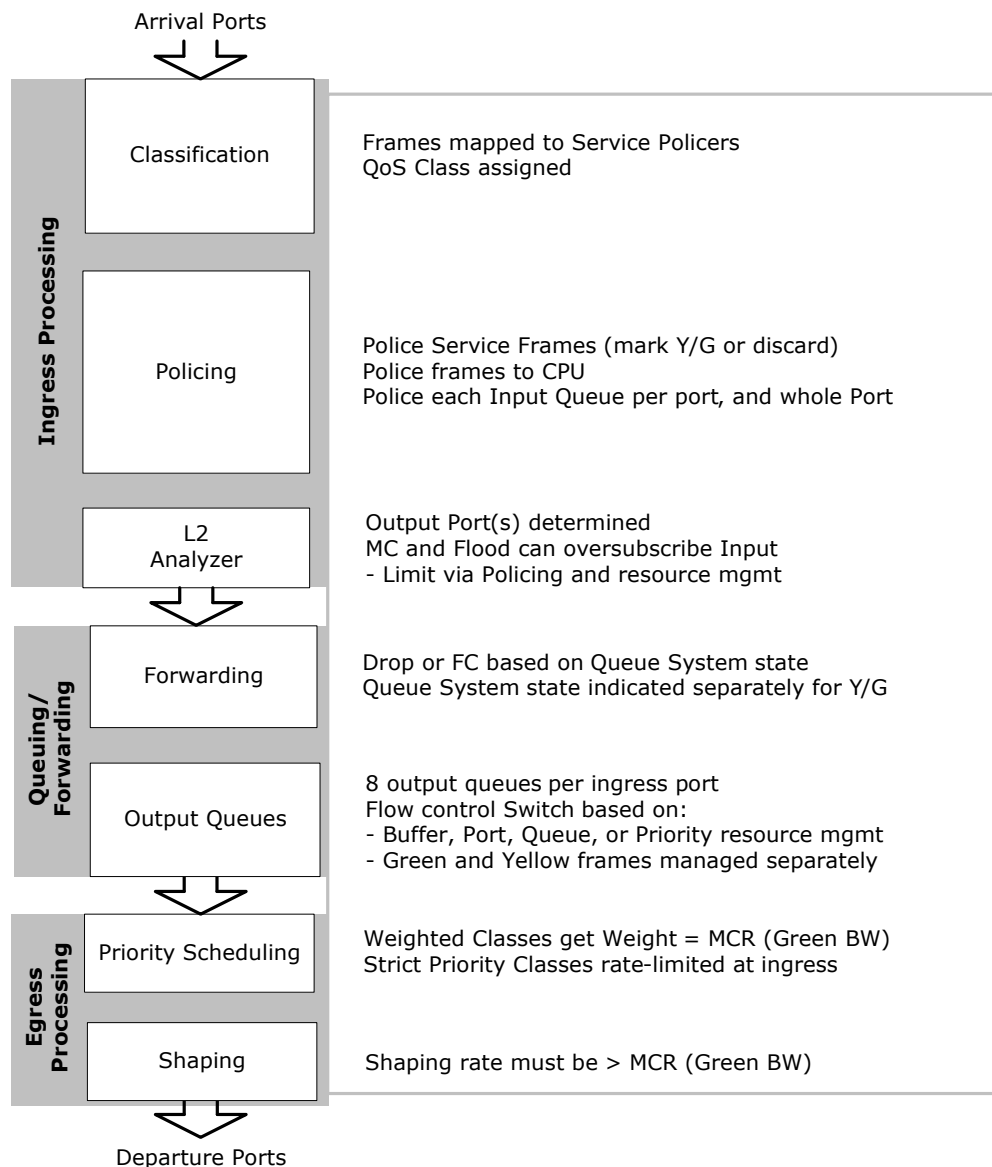 Arrival Ports
Ingress Processing
Classification
Frames mapped to Service Policers
QoS Class assigned
Policing
Police Service Frames (mark Y/G or discard)
Police frames to CPU
Police each Input Queue per port, and whole Port
L2
Analyzer
Output Port(s) determined
MC and Flood can oversubscribe Input
- Limit via Policing and resource mgmt
Queuing/
Forwarding
Forwarding
Drop or FC based on Queue System state
Queue System state indicated separately for Y/G
Output Queues
8 output queues per ingress port
Flow control Switch based on:
- Buffer, Port, Queue, or Priority resource mgmt
- Green and Yellow frames managed separately
Egress
Processing
Priority Scheduling
Weighted Classes get Weight = MCR (Green BW)
Strict Priority Classes rate-limited at ingress
Shaping
Shaping rate must be > MCR (Green BW)
Departure Ports